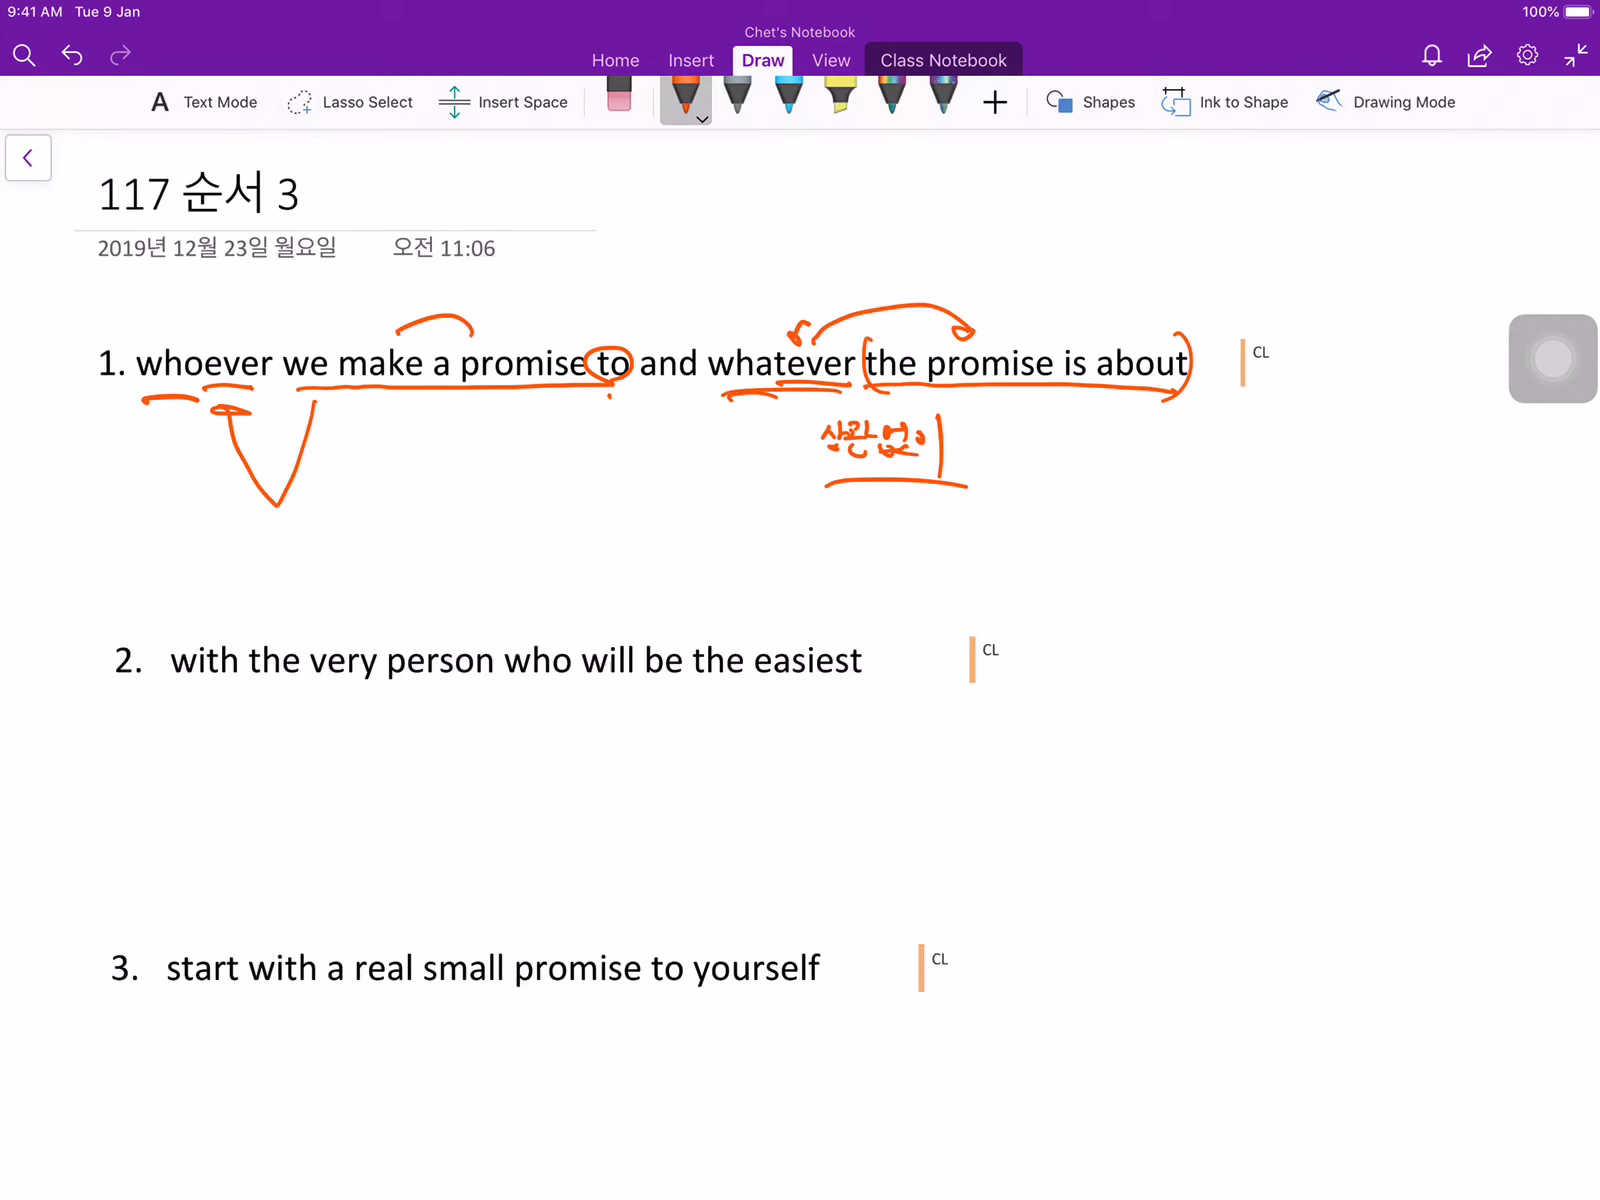 9:41 AM Tue 9 Jan
100%
Chet's Notebook
Home Insert Draw View Class Notebook
Text Mode Lasso Select Insert Space Shapes Ink to Shape Drawing Mode
117 순서 3
2019년 12월 23일 월요일 오전 11:06
1. whoever we make a promise to and whatever (the promise is about) CL
상관없이
2. with the very person who will be the easiest CL
3. start with a real small promise to yourself CL